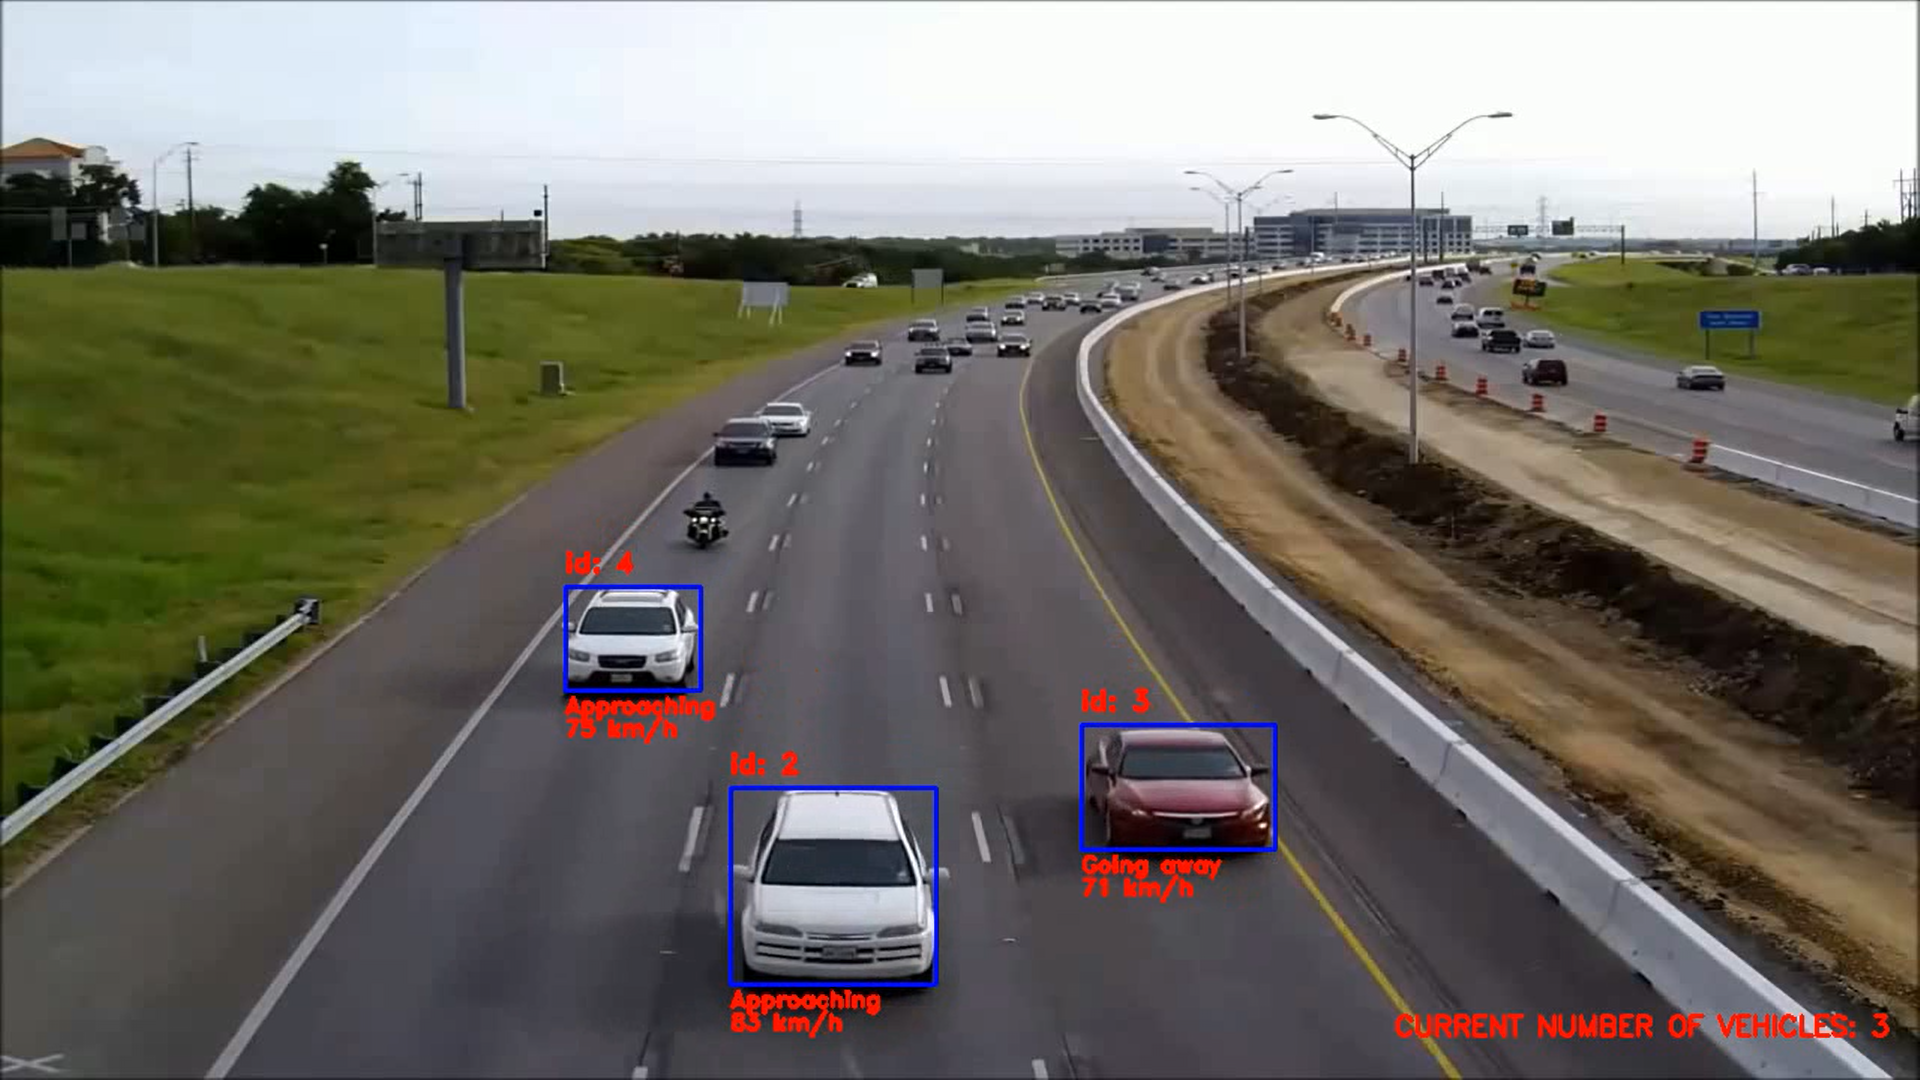 id: 4
Approaching
75 km/h
id: 3
Going away
71 km/h
id: 2
Approaching
83 km/h
CURRENT NUMBER OF VEHICLES: 3